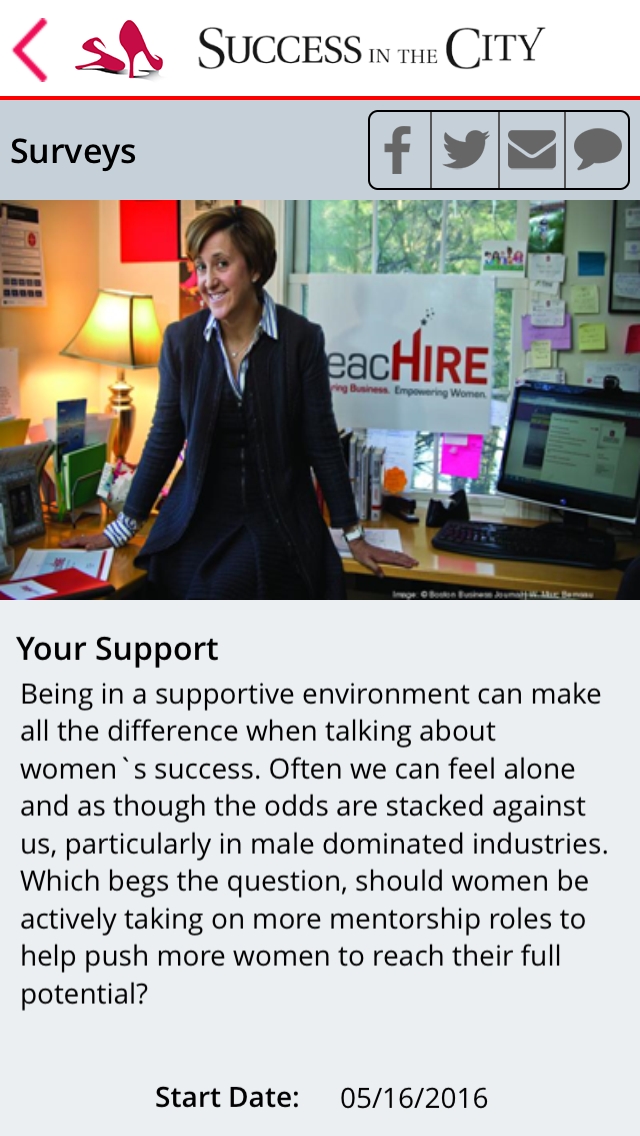 SUCCESS IN THE CITY
Surveys
eacHIRE
ring Business. Empowering Women.
Image: © Boston Business Journal
Your Support
Being in a supportive environment can make
all the difference when talking about
women`s success. Often we can feel alone
and as though the odds are stacked against
us, particularly in male dominated industries.
Which begs the question, should women be
actively taking on more mentorship roles to
help push more women to reach their full
potential?
Start Date: 05/16/2016